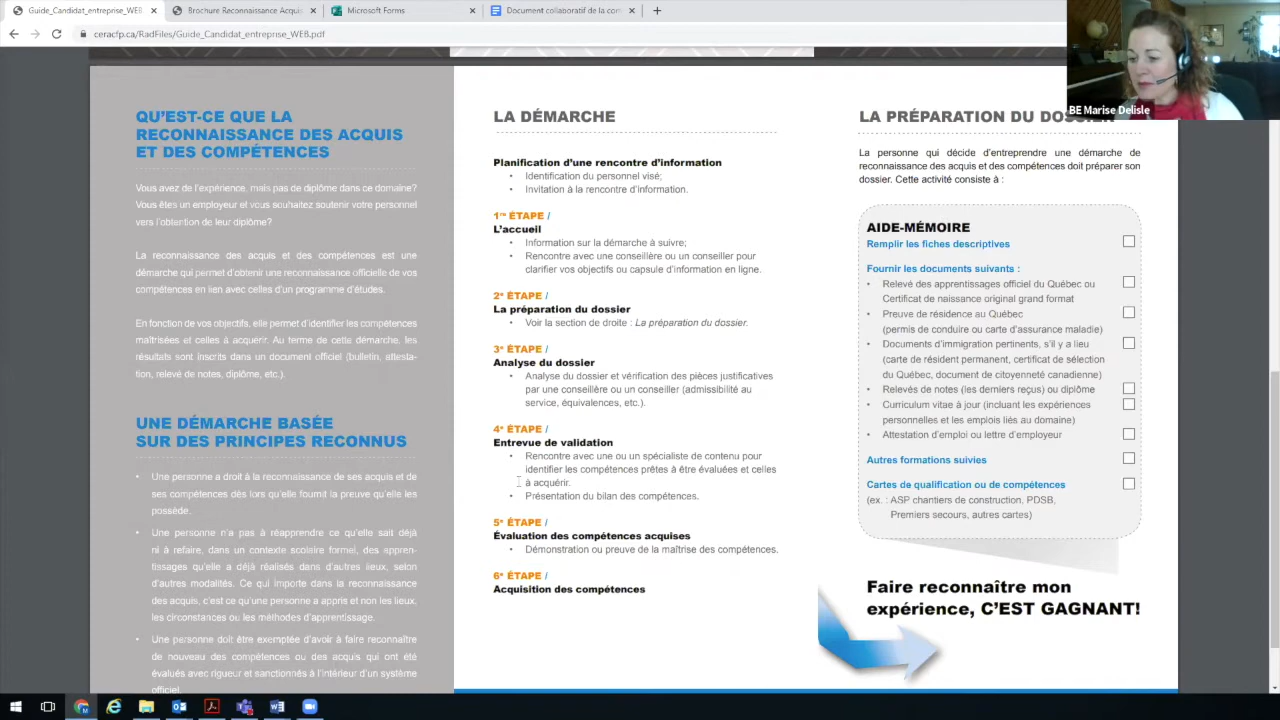 Guide_Candidat_entreprise_WEB.
Brochure Reconnaissance Acquis
Microsoft Forms
Document collaboratif de la com
ceracfp.ca/RadFiles/Guide_Candidat_entreprise_WEB.pdf
BE Marise Delisle
QU'EST-CE QUE LA
RECONNAISSANCE DES ACQUIS
ET DES COMPÉTENCES
Vous avez de l'expérience, mais pas de diplôme dans ce domaine?
Vous êtes un employeur et vous souhaitez soutenir votre personnel
vers l'obtention de leur diplôme?
La reconnaissance des acquis et des compétences est une
démarche qui permet d'obtenir une reconnaissance officielle de vos
compétences en lien avec celles d'un programme d'études.
En fonction de vos objectifs, elle permet d'identifier les compétences
maîtrisées et celles à acquérir. Au terme de cette démarche, les
résultats sont inscrits dans un document officiel (bulletin, attesta-
tion, relevé de notes, diplôme, etc.).
UNE DÉMARCHE BASÉE
SUR DES PRINCIPES RECONNUS
• Une personne a droit à la reconnaissance de ses acquis et de
ses compétences dès lors qu'elle fournit la preuve qu'elle les
possède.
• Une personne n'a pas à réapprendre ce qu'elle sait déjà
ni à refaire, dans un contexte scolaire formel, des appren-
tissages qu'elle a déjà réalisés dans d'autres lieux, selon
d'autres modalités. Ce qui importe dans la reconnaissance
des acquis, c'est ce qu'une personne a appris et non les lieux,
les circonstances ou les méthodes d'apprentissage.
• Une personne doit être exemptée d'avoir à faire reconnaître
de nouveau des compétences ou des acquis qui ont été
évalués avec rigueur et sanctionnés à l'intérieur d'un système
officiel.
LA DÉMARCHE
Planification d'une rencontre d'information
• Identification du personnel visé;
• Invitation à la rencontre d'information.
1re ÉTAPE /
L'accueil
• Information sur la démarche à suivre;
• Rencontre avec une conseillère ou un conseiller pour
clarifier vos objectifs ou capsule d'information en ligne.
2e ÉTAPE /
La préparation du dossier
• Voir la section de droite : La préparation du dossier.
3e ÉTAPE /
Analyse du dossier
• Analyse du dossier et vérification des pièces justificatives
par une conseillère ou un conseiller (admissibilité au
service, équivalences, etc.).
4e ÉTAPE /
Entrevue de validation
• Rencontre avec une ou un spécialiste de contenu pour
identifier les compétences prêtes à être évaluées et celles
à acquérir.
• Présentation du bilan des compétences.
5e ÉTAPE /
Évaluation des compétences acquises
• Démonstration ou preuve de la maîtrise des compétences.
6e ÉTAPE /
Acquisition des compétences
LA PRÉPARATION DU DOSSIER
La personne qui décide d'entreprendre une démarche de
reconnaissance des acquis et des compétences doit préparer son
dossier. Cette activité consiste à :
AIDE-MÉMOIRE
Remplir les fiches descriptives
Fournir les documents suivants :
• Relevé des apprentissages officiel du Québec ou
Certificat de naissance original grand format
• Preuve de résidence au Québec
(permis de conduire ou carte d'assurance maladie)
• Documents d'immigration pertinents, s'il y a lieu
(carte de résident permanent, certificat de sélection
du Québec, document de citoyenneté canadienne)
• Relevés de notes (les derniers reçus) ou diplôme
• Curriculum vitae à jour (incluant les expériences
personnelles et les emplois liés au domaine)
• Attestation d'emploi ou lettre d'employeur
Autres formations suivies
Cartes de qualification ou de compétences
(ex. : ASP chantiers de construction, PDSB,
Premiers secours, autres cartes)
Faire reconnaître mon
expérience, C'EST GAGNANT!